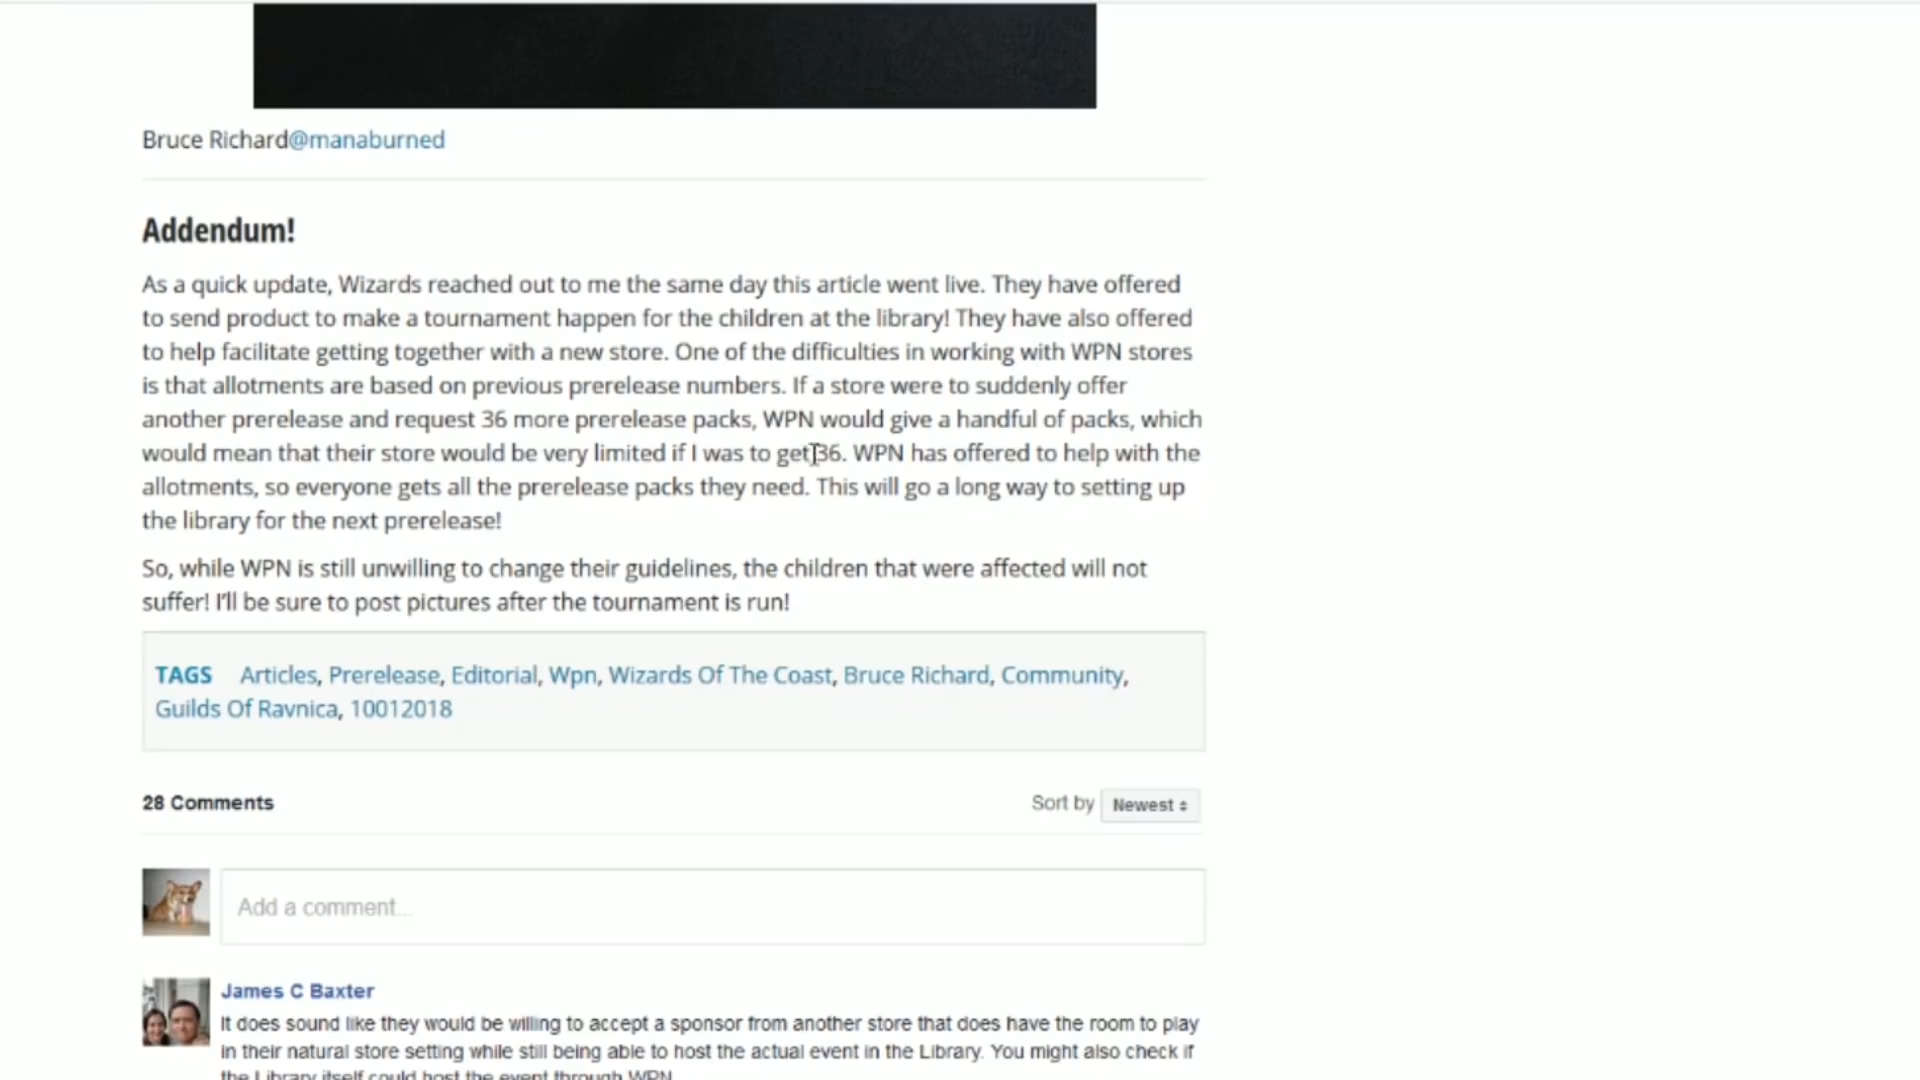 Bruce Richard@manaburned
Addendum!
As a quick update, Wizards reached out to me the same day this article went live. They have offered
to send product to make a tournament happen for the children at the library! They have also offered
to help facilitate getting together with a new store. One of the difficulties in working with WPN stores
is that allotments are based on previous prerelease numbers. If a store were to suddenly offer
another prerelease and request 36 more prerelease packs, WPN would give a handful of packs, which
would mean that their store would be very limited if I was to get 36. WPN has offered to help with the
allotments, so everyone gets all the prerelease packs they need. This will go a long way to setting up
the library for the next prerelease!
So, while WPN is still unwilling to change their guidelines, the children that were affected will not
suffer! I'll be sure to post pictures after the tournament is run!
TAGS Articles, Prerelease, Editorial, Wpn, Wizards Of The Coast, Bruce Richard, Community,
Guilds Of Ravnica, 10012018
28 Comments Sort by Newest
Add a comment...
James C Baxter
It does sound like they would be willing to accept a sponsor from another store that does have the room to play
in their natural store setting while still being able to host the actual event in the Library. You might also check if
the Library itself could host the event through WPN